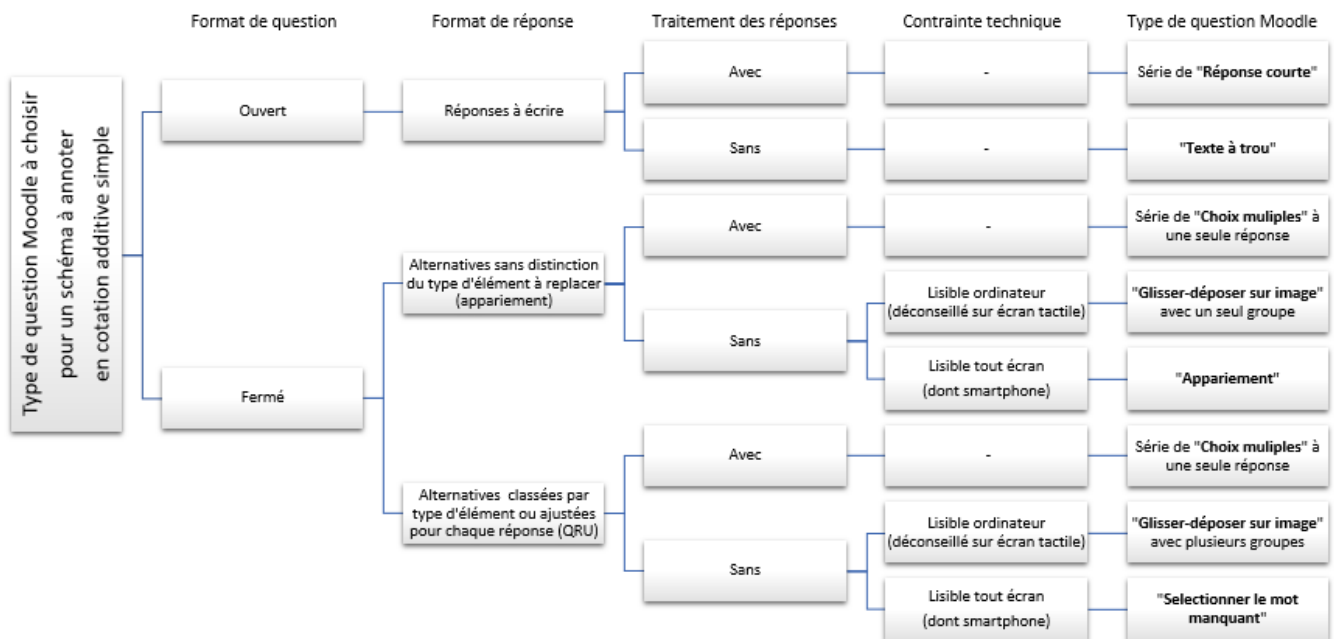 Format de question
Format de réponse
Traitement des réponses
Contrainte technique
Type de question Moodle
Type de question Moodle à choisir
pour un schéma à annoter
en cotation additive simple
Ouvert
Réponses à écrire
Avec
-
Série de "Réponse courte"
Sans
-
"Texte à trou"
Fermé
Alternatives sans distinction
du type d'élément à replacer
(appariement)
Avec
-
Série de "Choix muliples" à
une seule réponse
Sans
Lisible ordinateur
(déconseillé sur écran tactile)
"Glisser-déposer sur image"
avec un seul groupe
Lisible tout écran
(dont smartphone)
"Appariement"
Alternatives classées par
type d'élément ou ajustées
pour chaque réponse (QRU)
Avec
-
Série de "Choix muliples" à
une seule réponse
Sans
Lisible ordinateur
(déconseillé sur écran tactile)
"Glisser-déposer sur image"
avec plusieurs groupes
Lisible tout écran
(dont smartphone)
"Selectionner le mot
manquant"